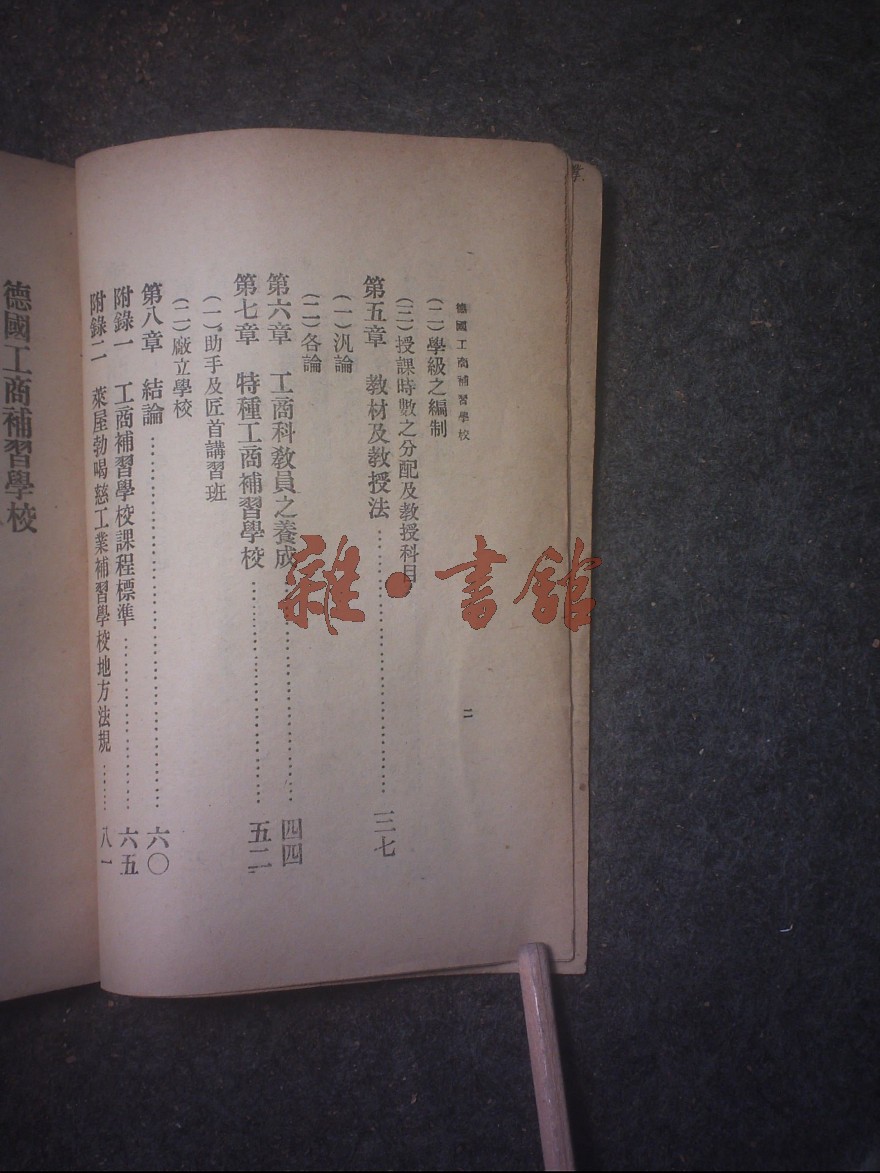 德國工商補習學校
二
(二)學級之編制
(三)授課時數之分配及教授科目
第五章 教材及教授法……三七
(一)汎論
(二)各論
第六章 工商科教員之養成……四四
第七章 特種工商補習學校……五二
(一)助手及匠首講習班
(二)廠立學校
第八章 結論……六〇
附錄一 工商補習學校課程標準……六五
附錄二 萊屋勃喝慈工業補習學校地方法規……八一
德國工商補習學校
雜·書館